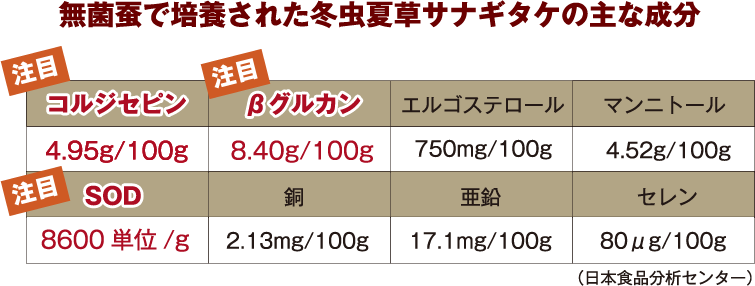 無菌蚕で培養された冬虫夏草サナギタケの主な成分
注目 注目
コルジセピン βグルカン エルゴステロール マンニトール
4.95g/100g 8.40g/100g 750mg/100g 4.52g/100g
注目
SOD 銅 亜鉛 セレン
8600単位/g 2.13mg/100g 17.1mg/100g 80μg/100g
（日本食品分析センター）